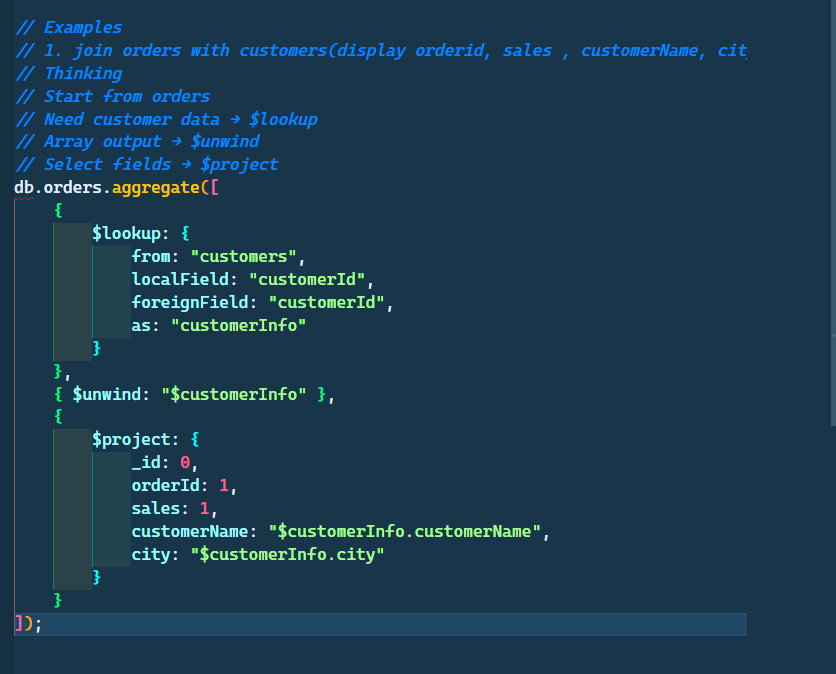 // Examples
// 1. join orders with customers(display orderid, sales , customerName,
// Thinking
// Start from orders
// Need customer data → $lookup
// Array output → $unwind
// Select fields → $project
db.orders.aggregate([
    {
        $lookup: {
            from: "customers",
            localField: "customerId",
            foreignField: "customerId",
            as: "customerInfo"
        }
    },
    { $unwind: "$customerInfo" },
    {
        $project: {
            _id: 0,
            orderId: 1,
            sales: 1,
            customerName: "$customerInfo.customerName",
            city: "$customerInfo.city"
        }
    }
]);